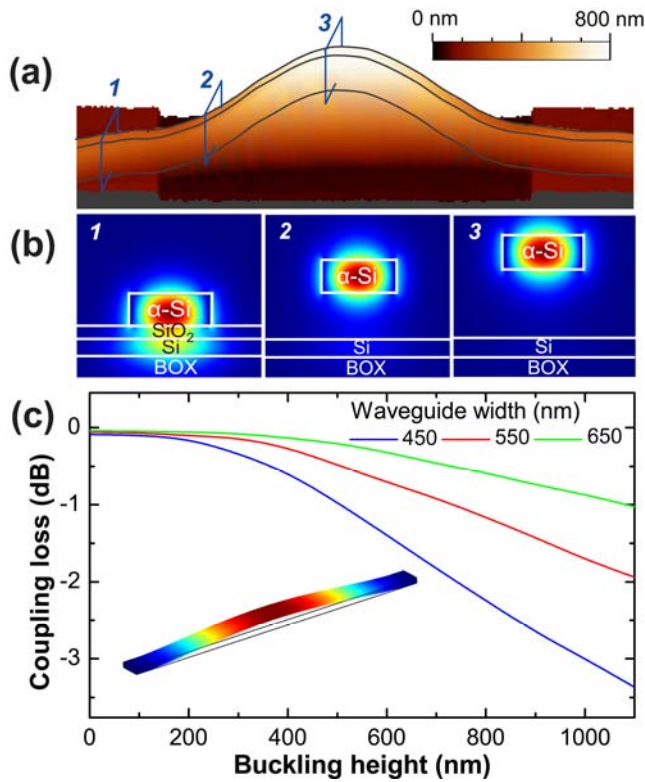 0 nm 800 nm
(a)
1
2
3
(b)
1
α-Si
SiO₂
Si
BOX
2
α-Si
Si
BOX
3
α-Si
Si
BOX
(c)
Waveguide width (nm)
450 550 650
Coupling loss (dB)
0
-1
-2
-3
0 200 400 600 800 1000
Buckling height (nm)